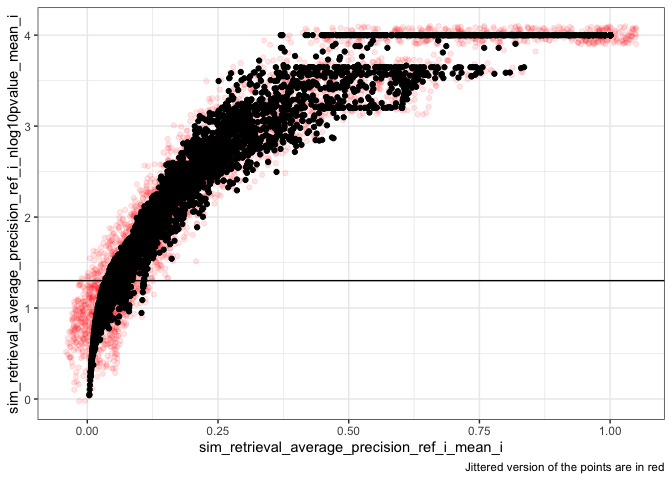 sim_retrieval_average_precision_ref_i_nlog10pvalue_mean_i
4
3
2
1
0
0.00 0.25 0.50 0.75 1.00
sim_retrieval_average_precision_ref_i_mean_i
Jittered version of the points are in red